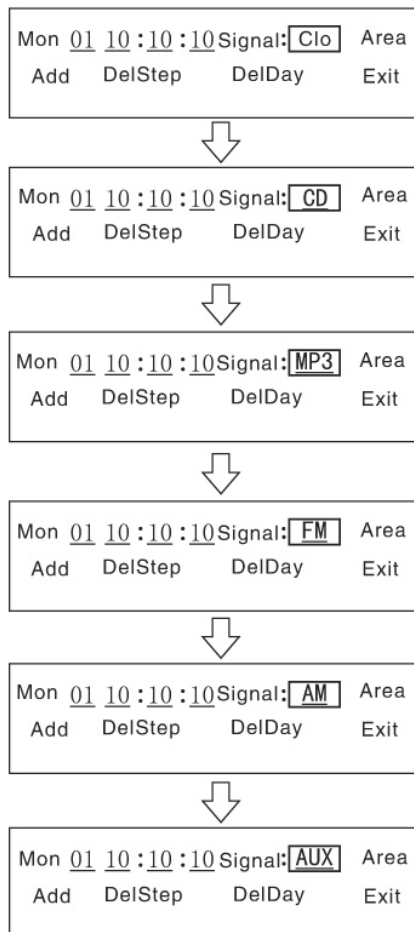 Mon 01 10:10:10 Signal: Clo Area
Add DelStep DelDay Exit
Mon 01 10:10:10 Signal: CD Area
Add DelStep DelDay Exit
Mon 01 10:10:10 Signal: MP3 Area
Add DelStep DelDay Exit
Mon 01 10:10:10 Signal: FM Area
Add DelStep DelDay Exit
Mon 01 10:10:10 Signal: AM Area
Add DelStep DelDay Exit
Mon 01 10:10:10 Signal: AUX Area
Add DelStep DelDay Exit